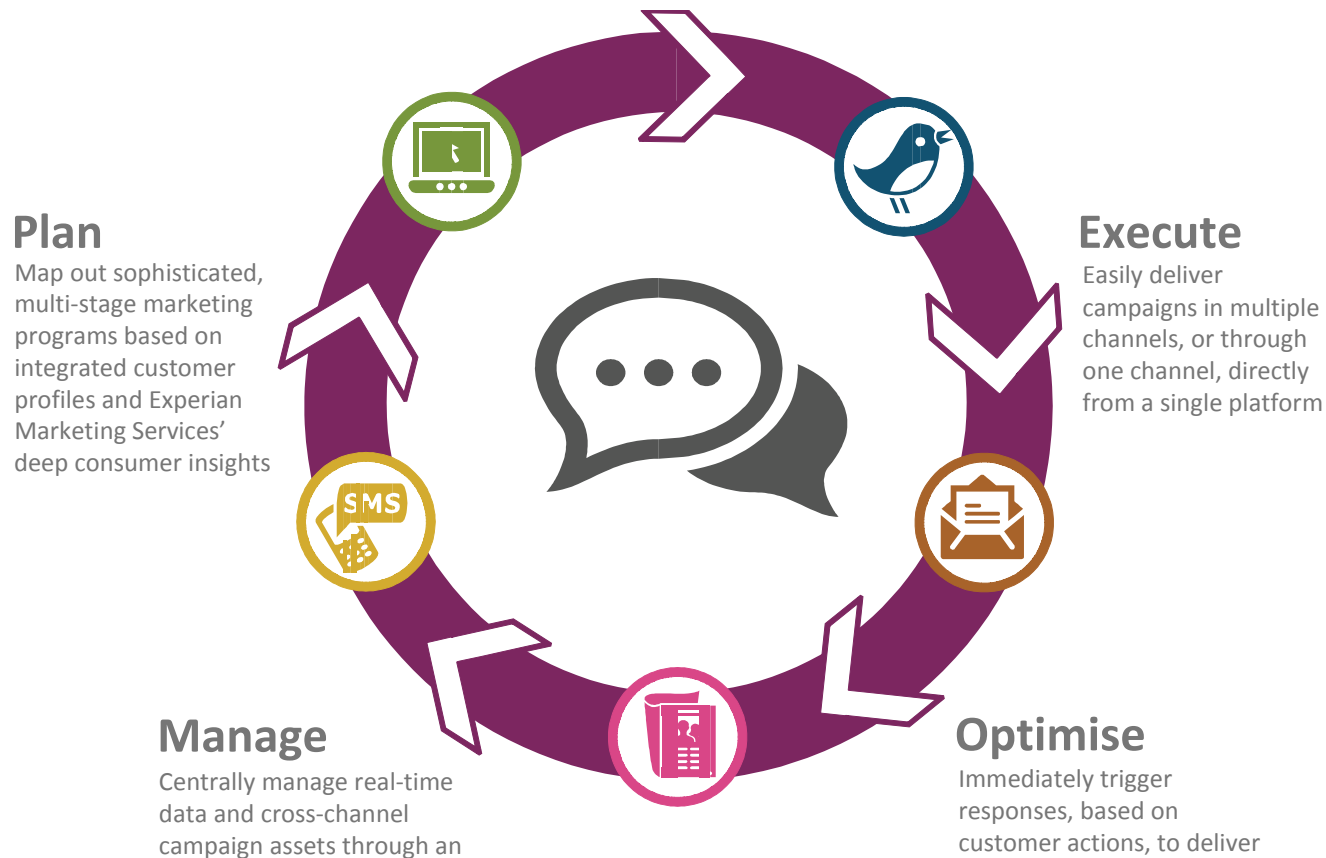 Plan
Map out sophisticated,
multi-stage marketing
programs based on
integrated customer
profiles and Experian
Marketing Services’
deep consumer insights
Execute
Easily deliver
campaigns in multiple
channels, or through
one channel, directly
from a single platform
SMS
Manage
Centrally manage real-time
data and cross-channel
campaign assets through an
Optimise
Immediately trigger
responses, based on
customer actions, to deliver